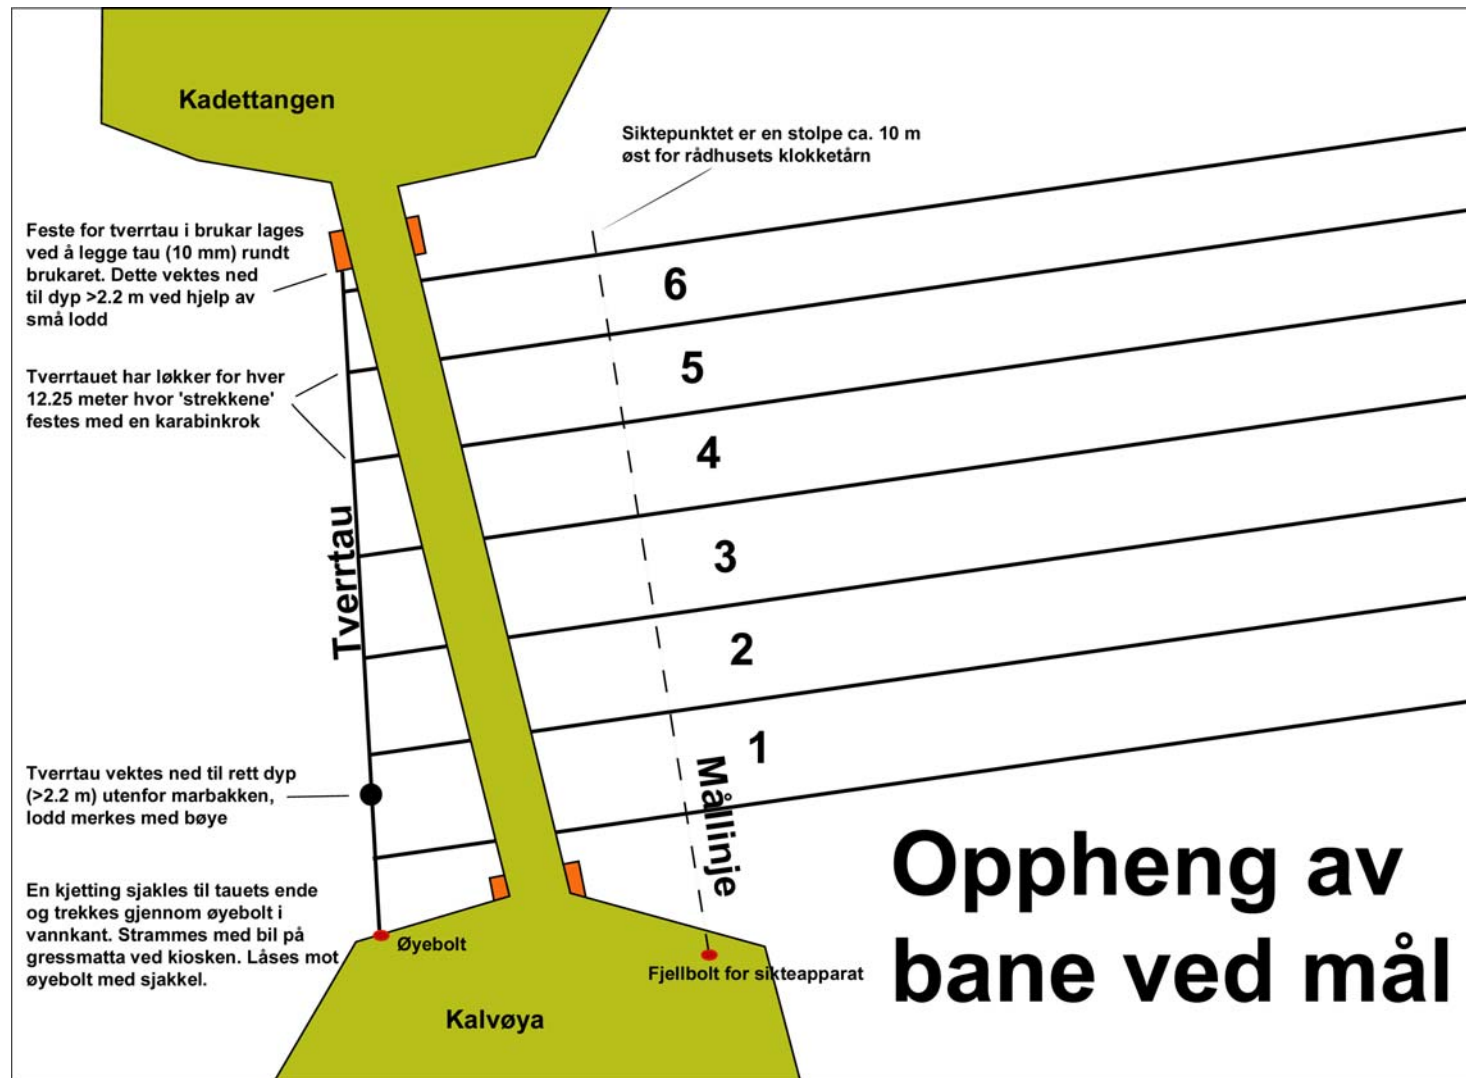 Kadettangen
Siktepunktet er en stolpe ca. 10 m
øst for rådhusets klokketårn
Feste for tverrtau i brukar lages
ved å legge tau (10 mm) rundt
brukaret. Dette vektes ned
til dyp >2.2 m ved hjelp av
små lodd
6
Tverrtauet har løkker for hver
12.25 meter hvor 'strekkene'
festes med en karabinkrok
5
4
Tverrtau
3
2
1
Tverrtau vektes ned til rett dyp
(>2.2 m) utenfor marbakken,
lodd merkes med bøye
Mållinje
En kjetting sjakles til tauets ende
og trekkes gjennom øyebolt i
vannkant. Strammes med bil på
gressmatta ved kiosken. Låses mot
øyebolt med sjakkel.
Øyebolt
Fjellbolt for sikteapparat
Kalvøya
Oppheng av
bane ved mål